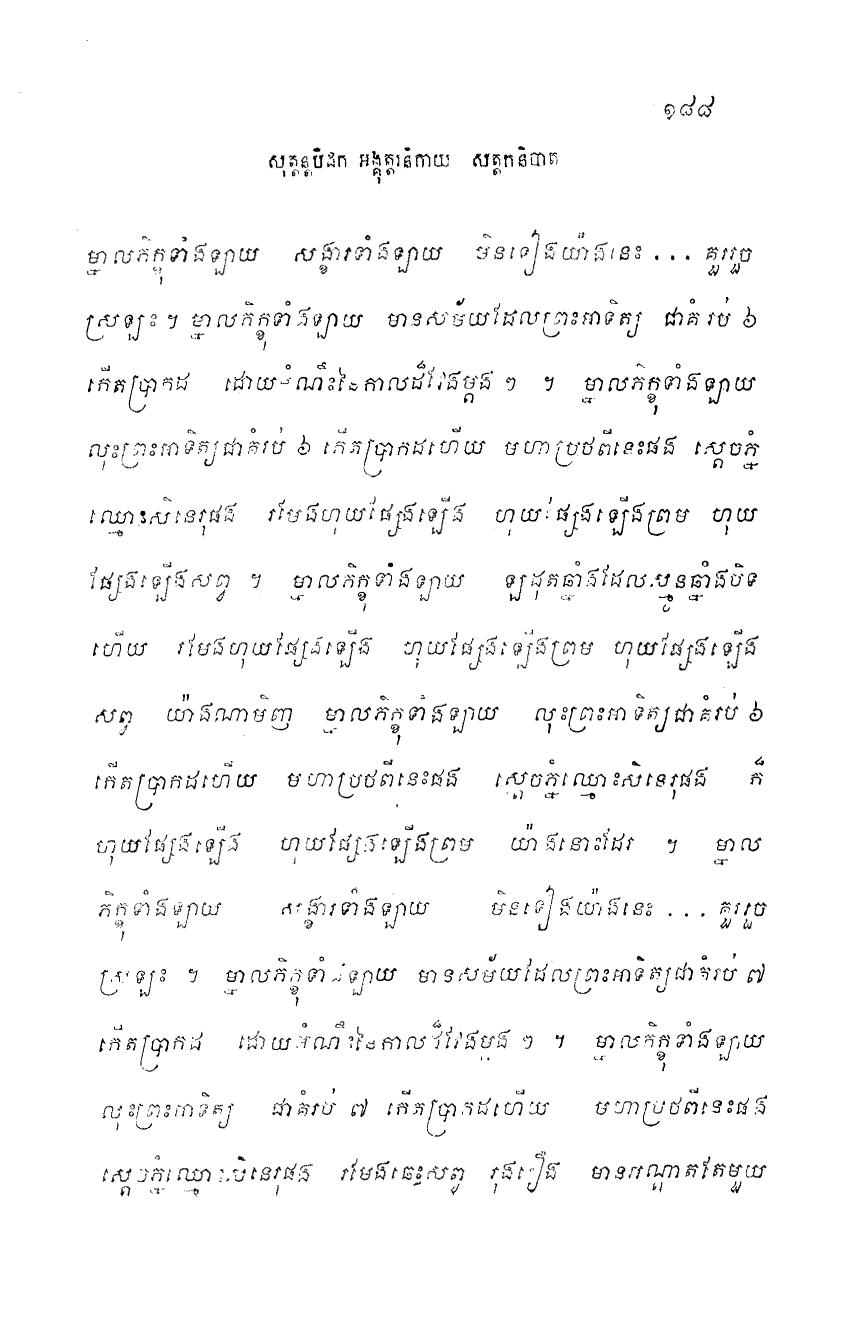 ១៨៨
សុត្តន្តបិដក អង្គុត្តរនិកាយ សត្តកនិបាត
ម្នាលភិក្ខុទាំងឡាយ សង្ខារទាំងឡាយ មិនទៀងយ៉ាងនេះ ... គួររួច
ស្រឡះ ។ ម្នាលភិក្ខុទាំងឡាយ មានសម័យដែលព្រះអាទិត្យ ជាគំរប់ ៦
កើតប្រាកដ ដោយអំណឹះនៃកាលដ៏វែងម្តង ៗ ។ ម្នាលភិក្ខុទាំងឡាយ
លុះព្រះអាទិត្យជាគំរប់ ៦ កើតប្រាកដហើយ មហាប្រថពីនេះផង ស្តេចភ្នំ
ឈ្មោះសិនេរុផង រមែងហុយផ្សែងឡើង ហុយផ្សែងឡើងព្រម ហុយ
ផ្សែងឡើងសព្វ ។ ម្នាលភិក្ខុទាំងឡាយ ឡដុតឆ្នាំងដែលស្មូនឆ្នាំងបិទ
ហើយ រមែងហុយផ្សែងឡើង ហុយផ្សែងឡើងព្រម ហុយផ្សែងឡើង
សព្វ យ៉ាងណាមិញ ម្នាលភិក្ខុទាំងឡាយ លុះព្រះអាទិត្យជាគំរប់ ៦
កើតប្រាកដហើយ មហាប្រថពីនេះផង ស្តេចភ្នំឈ្មោះសិនេរុផង ក៏
ហុយផ្សែងឡើង ហុយផ្សែងឡើងព្រម យ៉ាងនោះដែរ ។ ម្នាល
ភិក្ខុទាំងឡាយ សង្ខារទាំងឡាយ មិនទៀងយ៉ាងនេះ ... គួររួច
ស្រឡះ ។ ម្នាលភិក្ខុទាំងឡាយ មានសម័យដែលព្រះអាទិត្យជាគំរប់ ៧
កើតប្រាកដ ដោយអំណឹះនៃកាលដ៏វែងម្តង ៗ ។ ម្នាលភិក្ខុទាំងឡាយ
លុះព្រះអាទិត្យ ជាគំរប់ ៧ កើតប្រាកដហើយ មហាប្រថពីនេះផង
ស្តេចភ្នំឈ្មោះសិនេរុផង រមែងឆេះសព្វ រុងរឿង មានអណ្តាតតែមួយ